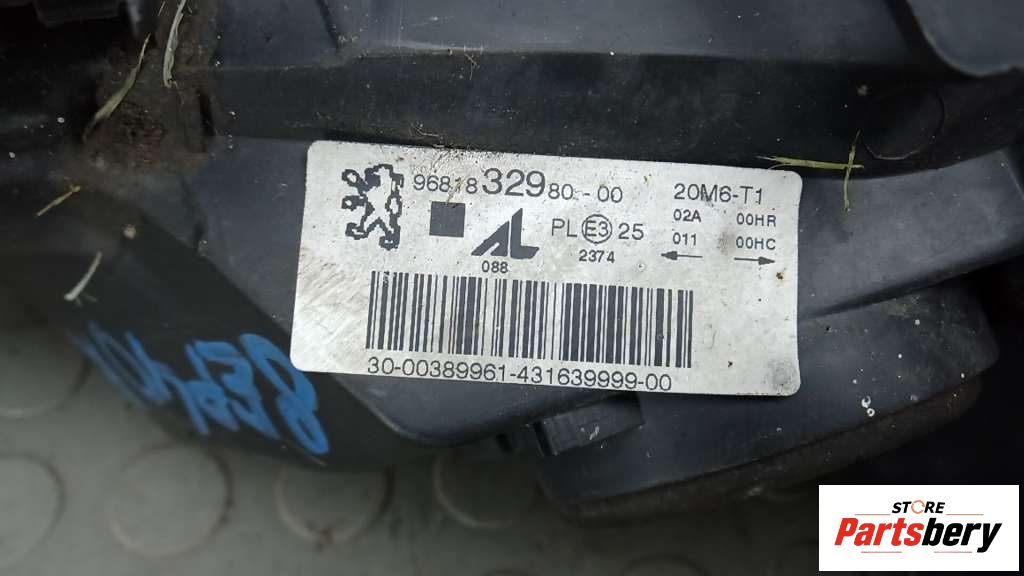 9681832980-00 20M6-T1
PL E3 25 02A 00HR
AL 011 00HC
088 2374
30-00389961-431639999-00
STORE
Partsbery